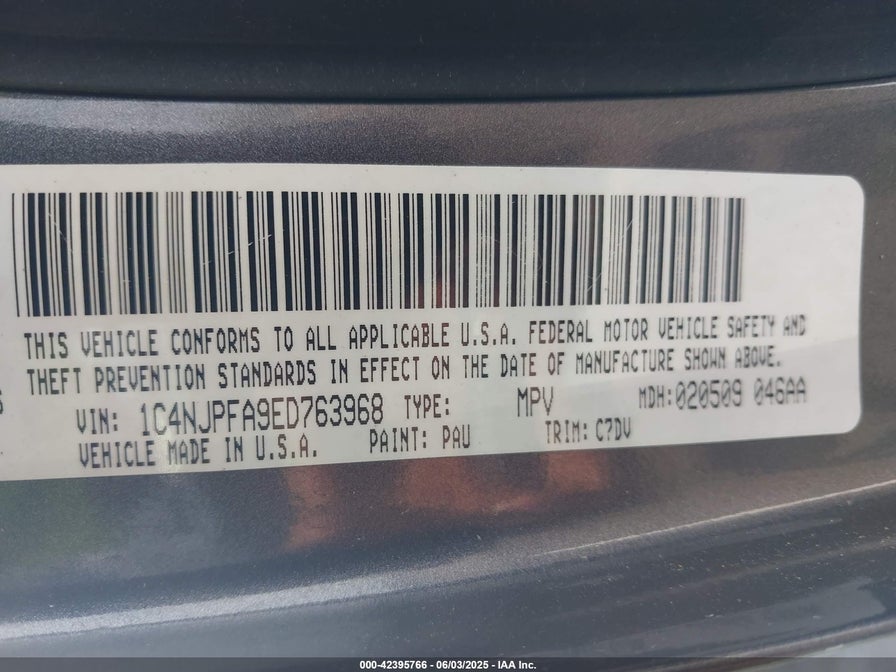 THIS VEHICLE CONFORMS TO ALL APPLICABLE U.S.A. FEDERAL MOTOR VEHICLE SAFETY AND
THEFT PREVENTION STANDARDS IN EFFECT ON THE DATE OF MANUFACTURE SHOWN ABOVE.
VIN: 1C4NJPFA9ED763968 TYPE: MPV MDH:020509 046AA
VEHICLE MADE IN U.S.A. PAINT: PAU TRIM: C7DV
000-42395766 - 06/03/2025 - IAA Inc.